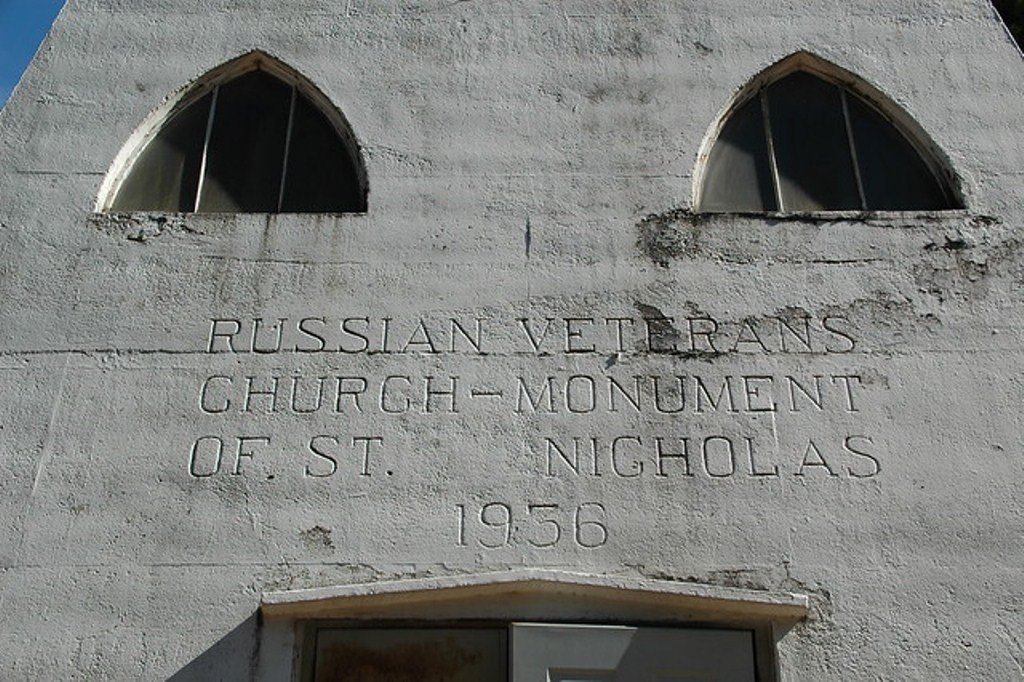 RUSSIAN VETERANS
CHURCH-MONUMENT
OF. ST. NICHOLAS
1936